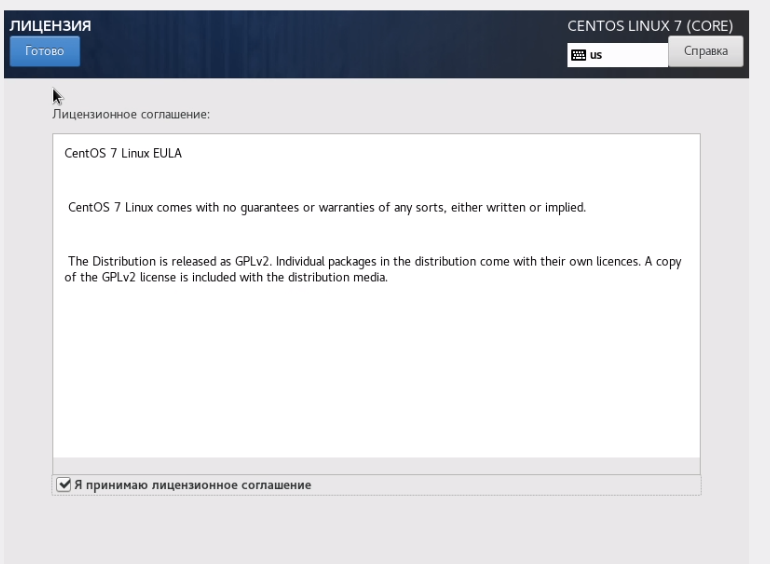 ЛИЦЕНЗИЯ
CENTOS LINUX 7 (CORE)
Готово
us
Справка
Лицензионное соглашение:
CentOS 7 Linux EULA
CentOS 7 Linux comes with no guarantees or warranties of any sorts, either written or implied.
The Distribution is released as GPLv2. Individual packages in the distribution come with their own licences. A copy
of the GPLv2 license is included with the distribution media.
Я принимаю лицензионное соглашение